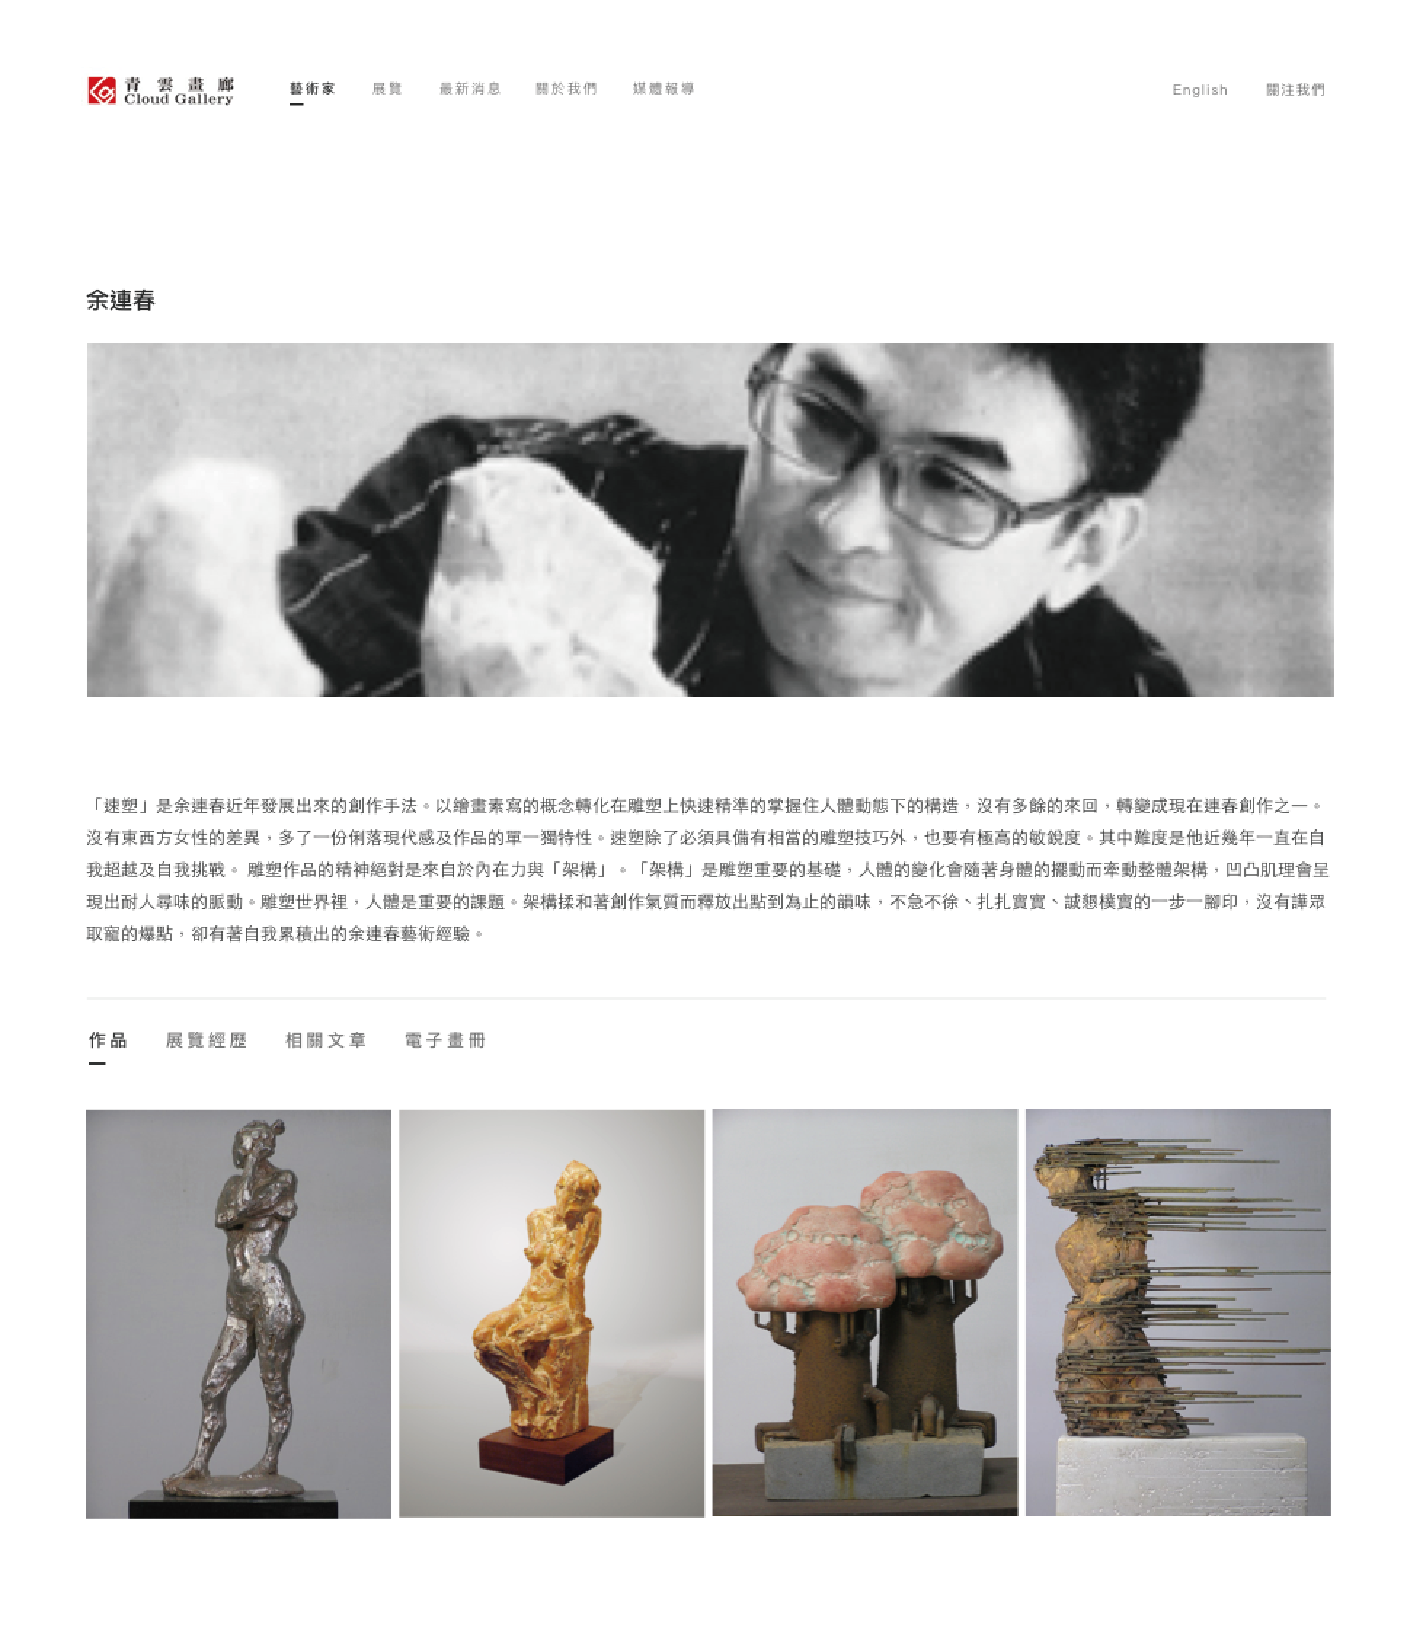 青雲畫廊
Cloud Gallery
藝術家 展覽 最新消息 關於我們 媒體報導
English 關注我們
余連春
「速塑」是余連春近年發展出來的創作手法。以繪畫素寫的概念轉化在雕塑上快速精準的掌握住人體動態下的構造，沒有多餘的來回，轉變成現在連春創作之一。
沒有東西方女性的差異，多了一份俐落現代感及作品的單一獨特性。速塑除了必須具備有相當的雕塑技巧外，也要有極高的敏銳度。其中難度是他近幾年一直在自
我超越及自我挑戰。 雕塑作品的精神絕對是來自於內在力與「架構」。「架構」是雕塑重要的基礎，人體的變化會隨著身體的擺動而牽動整體架構，凹凸肌理會呈
現出耐人尋味的脈動。雕塑世界裡，人體是重要的課題。架構揉和著創作氣質而釋放出點到為止的韻味，不急不徐、扎扎實實、誠懇樸實的一步一腳印，沒有譁眾
取寵的爆點，卻有著自我累積出的余連春藝術經驗。
作品 展覽經歷 相關文章 電子畫冊